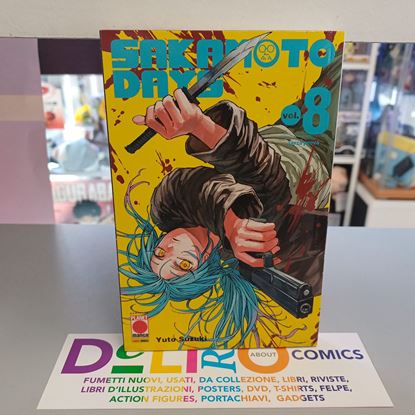 SAKAMOTO
DAYS
vol. 8
PLANET
MANGA
Yuto Suzuki
DeLIRIO
ABOUT
COMICS
FUMETTI NUOVI, USATI, DA COLLEZIONE, LIBRI, RIVISTE,
LIBRI D'ILLUSTRAZIONI, POSTERS, DVD, T-SHIRTS, FELPE,
ACTION FIGURES, PORTACHIAVI, GADGETS